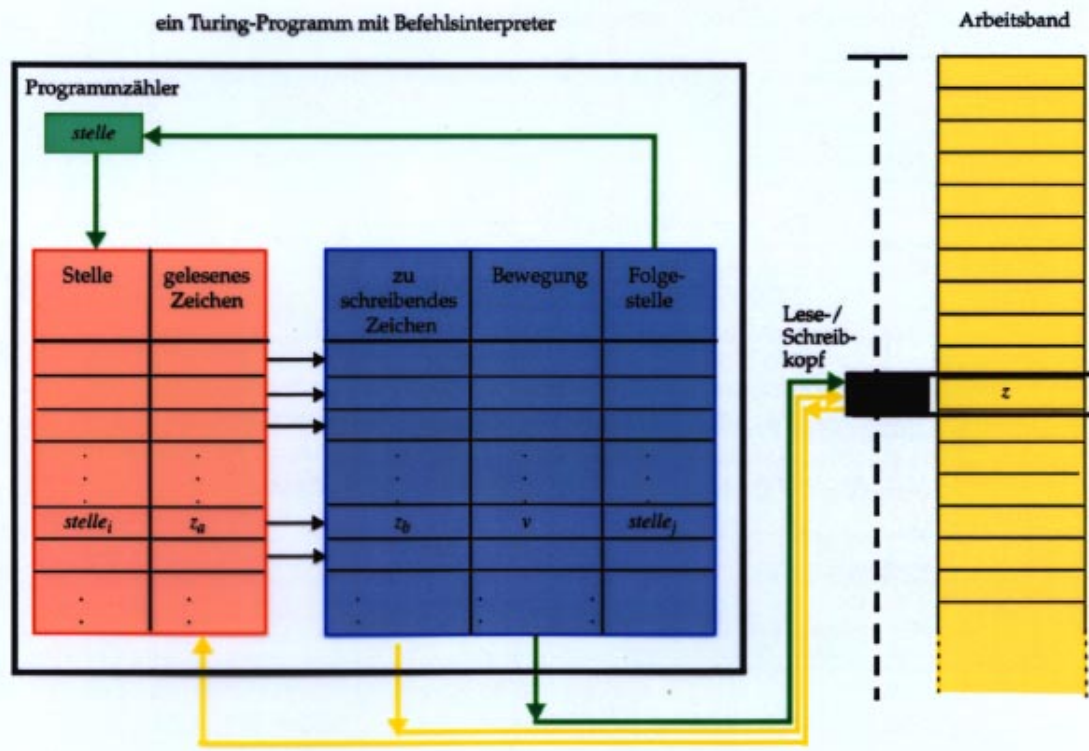 ein Turing-Programm mit Befehlsinterpreter
Arbeitsband
Programmzähler
stelle
Stelle
gelesenes
Zeichen
zu
schreibendes
Zeichen
Bewegung
Folge-
stelle
Lese-/
Schreib-
kopf
z
stelle_i
z_a
z_b
v
stelle_j